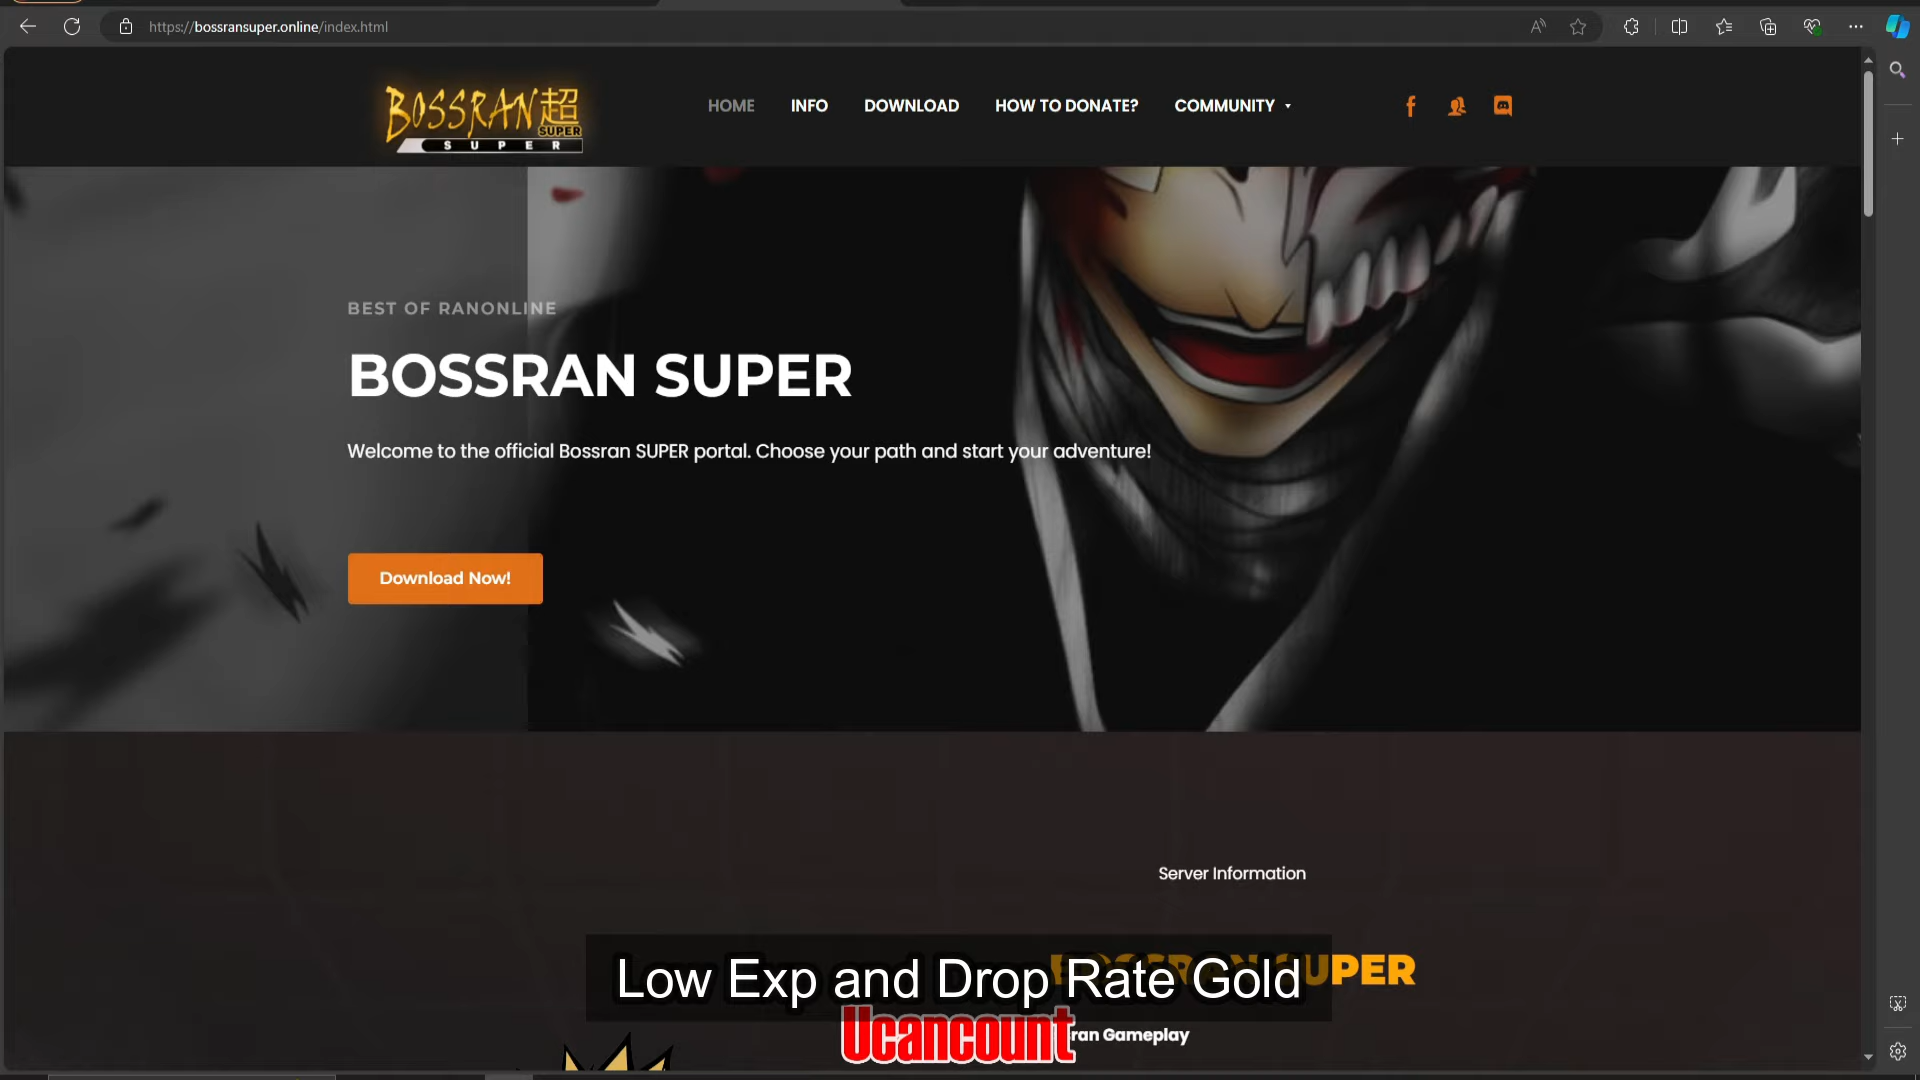 https://bossransuper.online/index.html
BOSSRAN超
SUPER
S U P E R
HOME INFO DOWNLOAD HOW TO DONATE? COMMUNITY
BEST OF RANONLINE
BOSSRAN SUPER
Welcome to the official Bossran SUPER portal. Choose your path and start your adventure!
Download Now!
Server Information
BOSSRAN SUPER
Low Exp and Drop Rate Gold
Ucancount
ran Gameplay